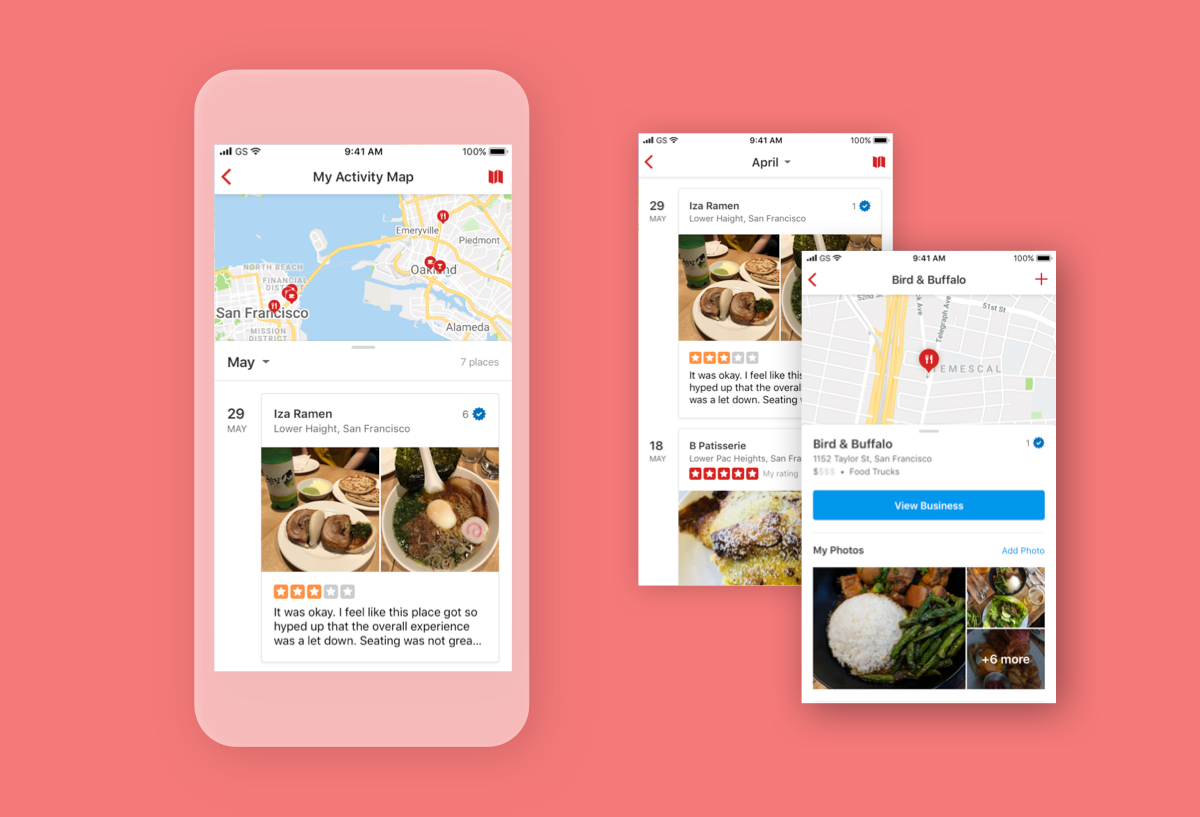 GS
9:41 AM
100%
My Activity Map
Emeryville
Piedmont
Oakland
NORTH BEACH
FINANCIAL
San Francisco
MISSION
DISTRICT
Alameda
May
7 places
29
MAY
Iza Ramen
6
Lower Haight, San Francisco
It was okay. I feel like this place got so
hyped up that the overall experience
was a let down. Seating was not grea...
GS
9:41 AM
100%
April
29
MAY
Iza Ramen
1
Lower Haight, San Francisco
It was okay. I feel like this
hyped up that the overall
was a let down. Seating
18
MAY
B Patisserie
Lower Pac Heights, San Fra
My rating
GS
9:41 AM
100%
Bird & Buffalo
52nd
51st St
Telegraph Ave
Ave
TEMESCAL
Bird & Buffalo
1
1152 Taylor St, San Francisco
$$$$ • Food Trucks
View Business
My Photos
Add Photo
+6 more